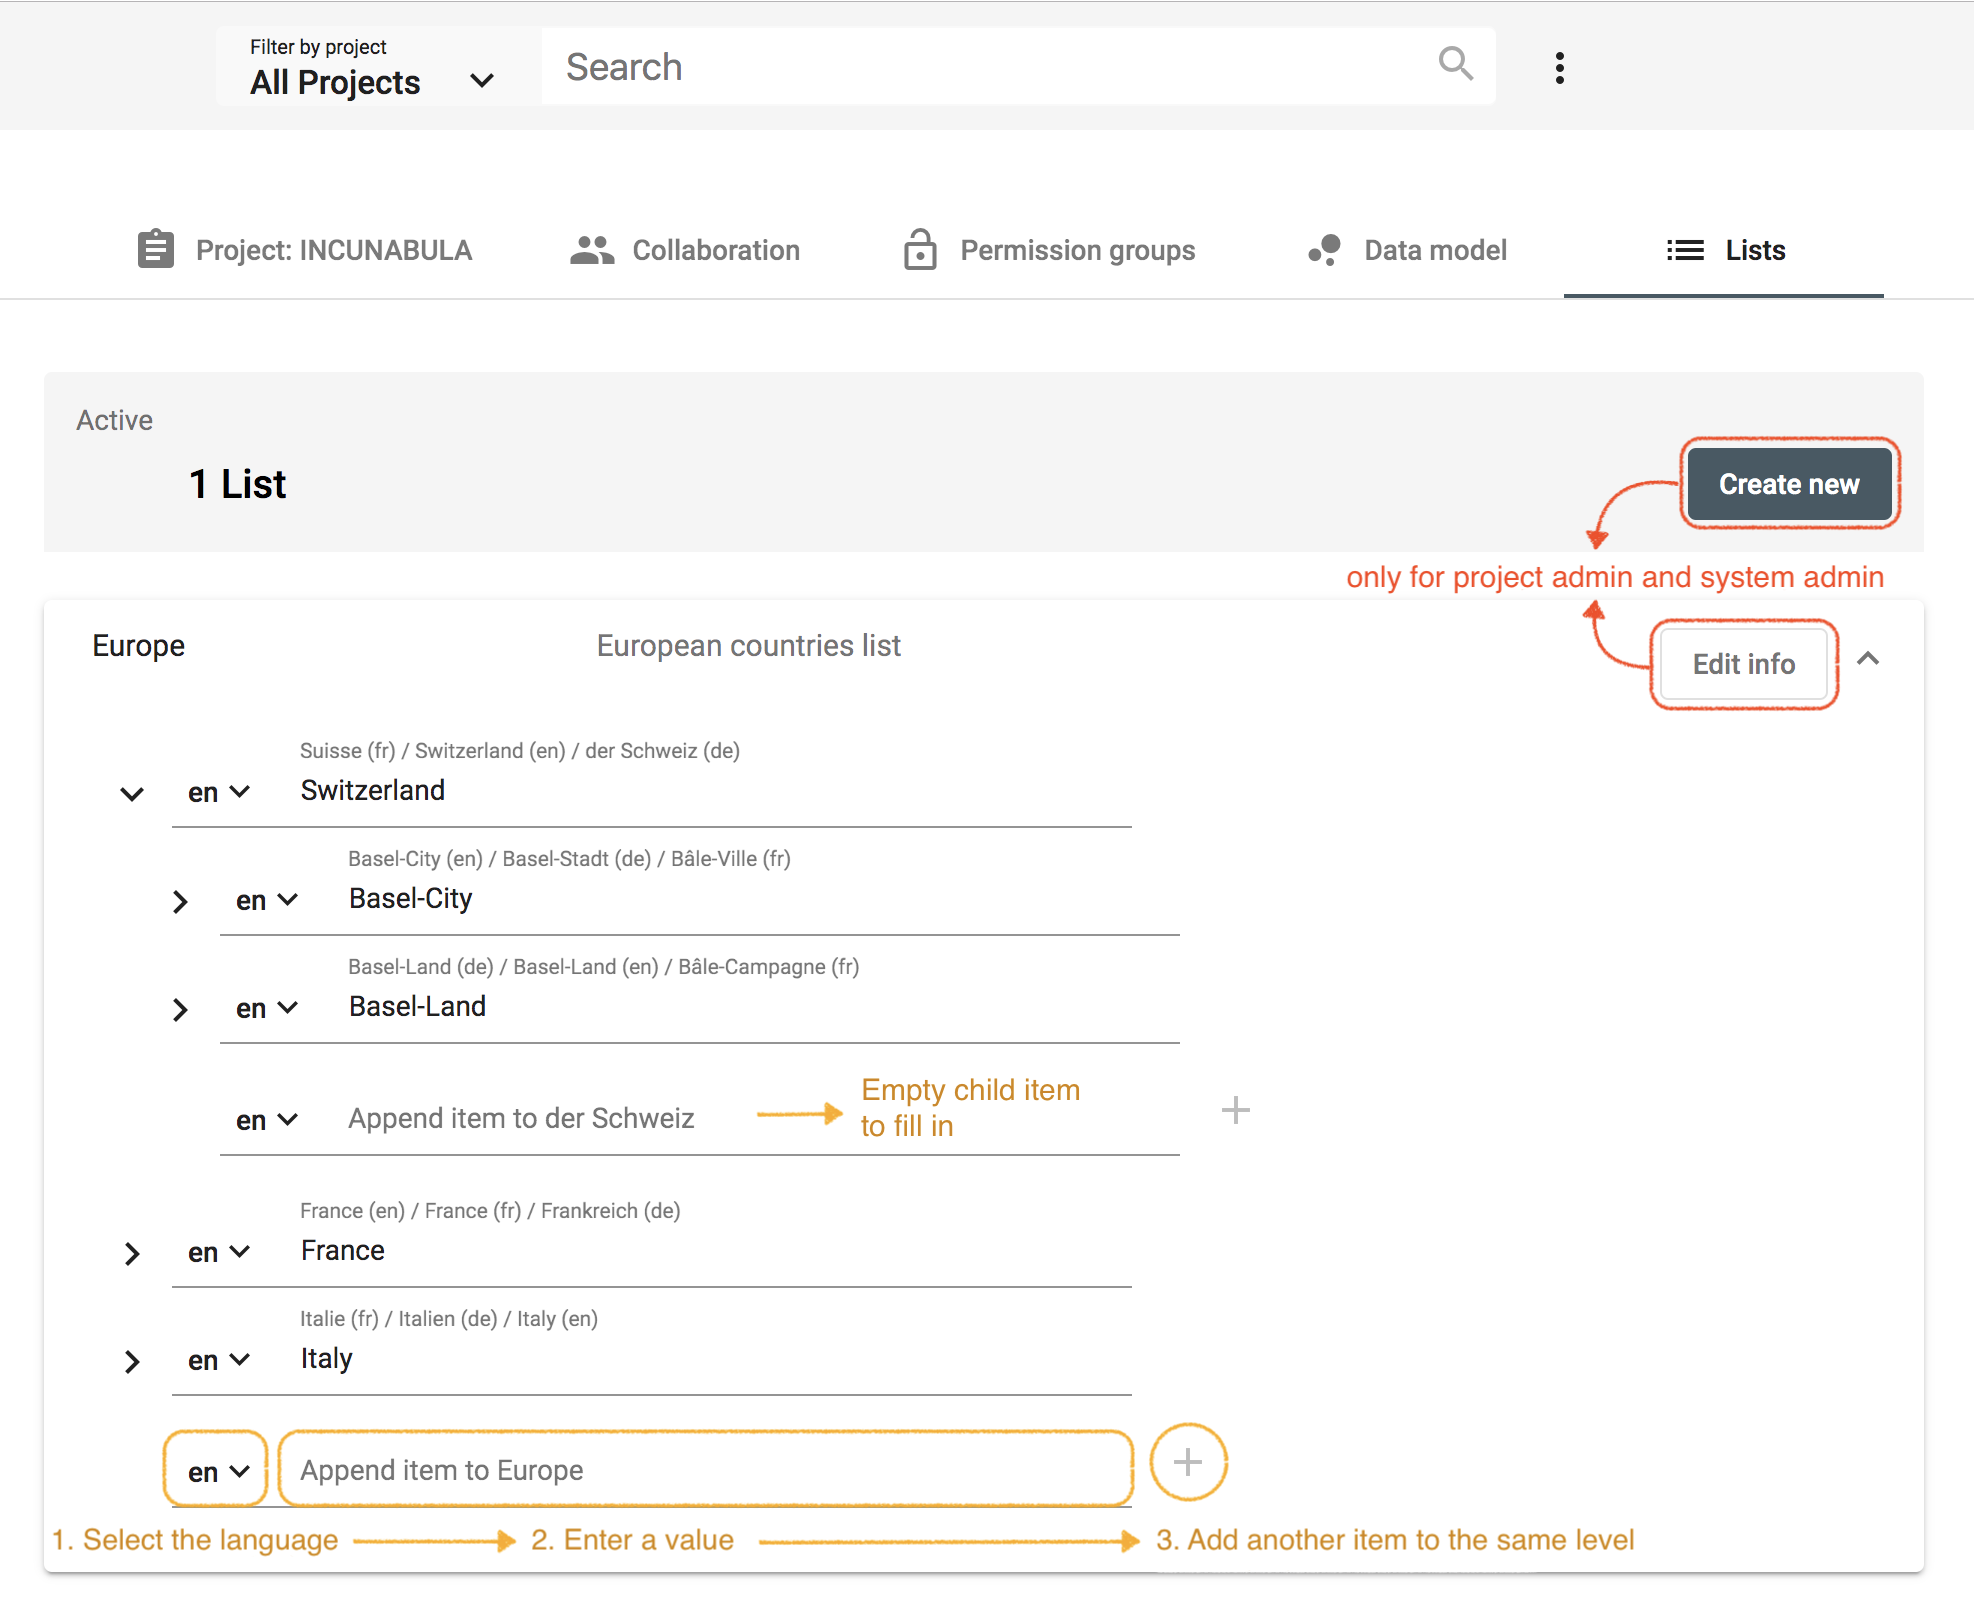 Filter by project
All Projects
Search
Project: INCUNABULA
Collaboration
Permission groups
Data model
Lists
Active
1 List
Create new
only for project admin and system admin
Europe
European countries list
Edit info
Suisse (fr) / Switzerland (en) / der Schweiz (de)
en
Switzerland
Basel-City (en) / Basel-Stadt (de) / Bâle-Ville (fr)
en
Basel-City
Basel-Land (de) / Basel-Land (en) / Bâle-Campagne (fr)
en
Basel-Land
en
Append item to der Schweiz
Empty child item
to fill in
France (en) / France (fr) / Frankreich (de)
en
France
Italie (fr) / Italien (de) / Italy (en)
en
Italy
en
Append item to Europe
1. Select the language
2. Enter a value
3. Add another item to the same level